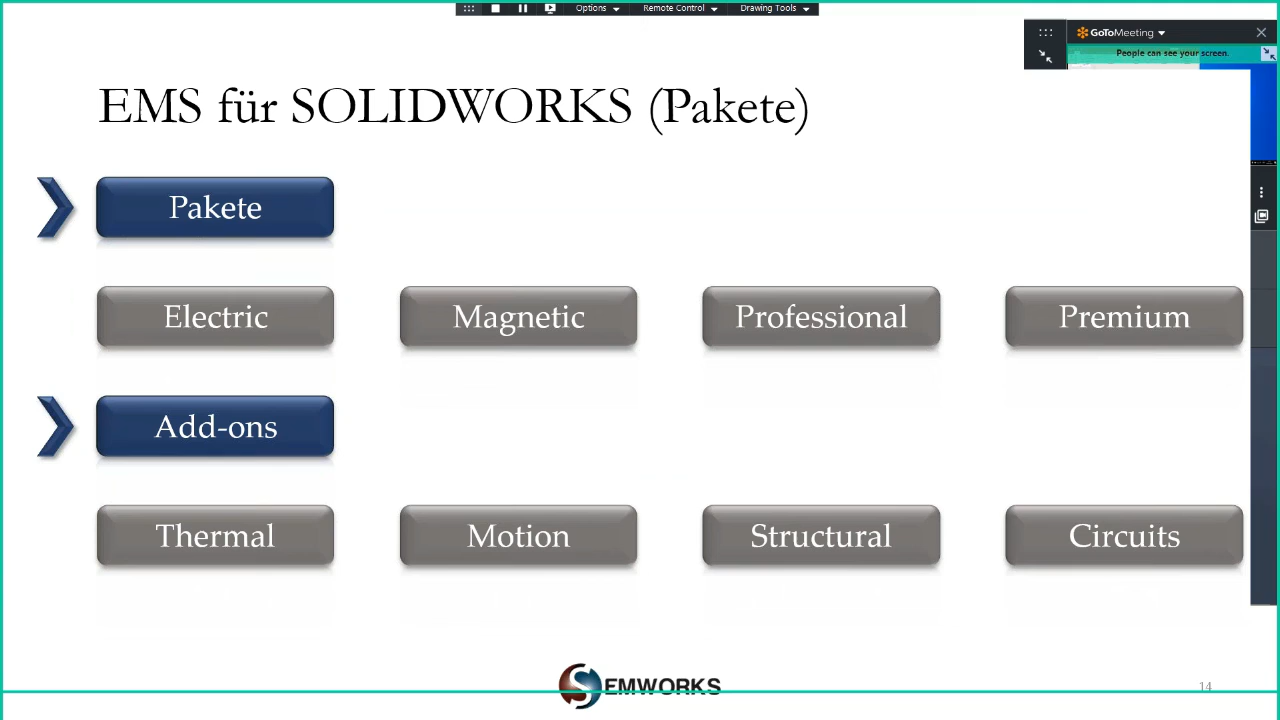 Options Remote Control Drawing Tools
GoToMeeting
People can see your screen.
EMS für SOLIDWORKS (Pakete)
Pakete
Electric Magnetic Professional Premium
Add-ons
Thermal Motion Structural Circuits
EMWORKS
14